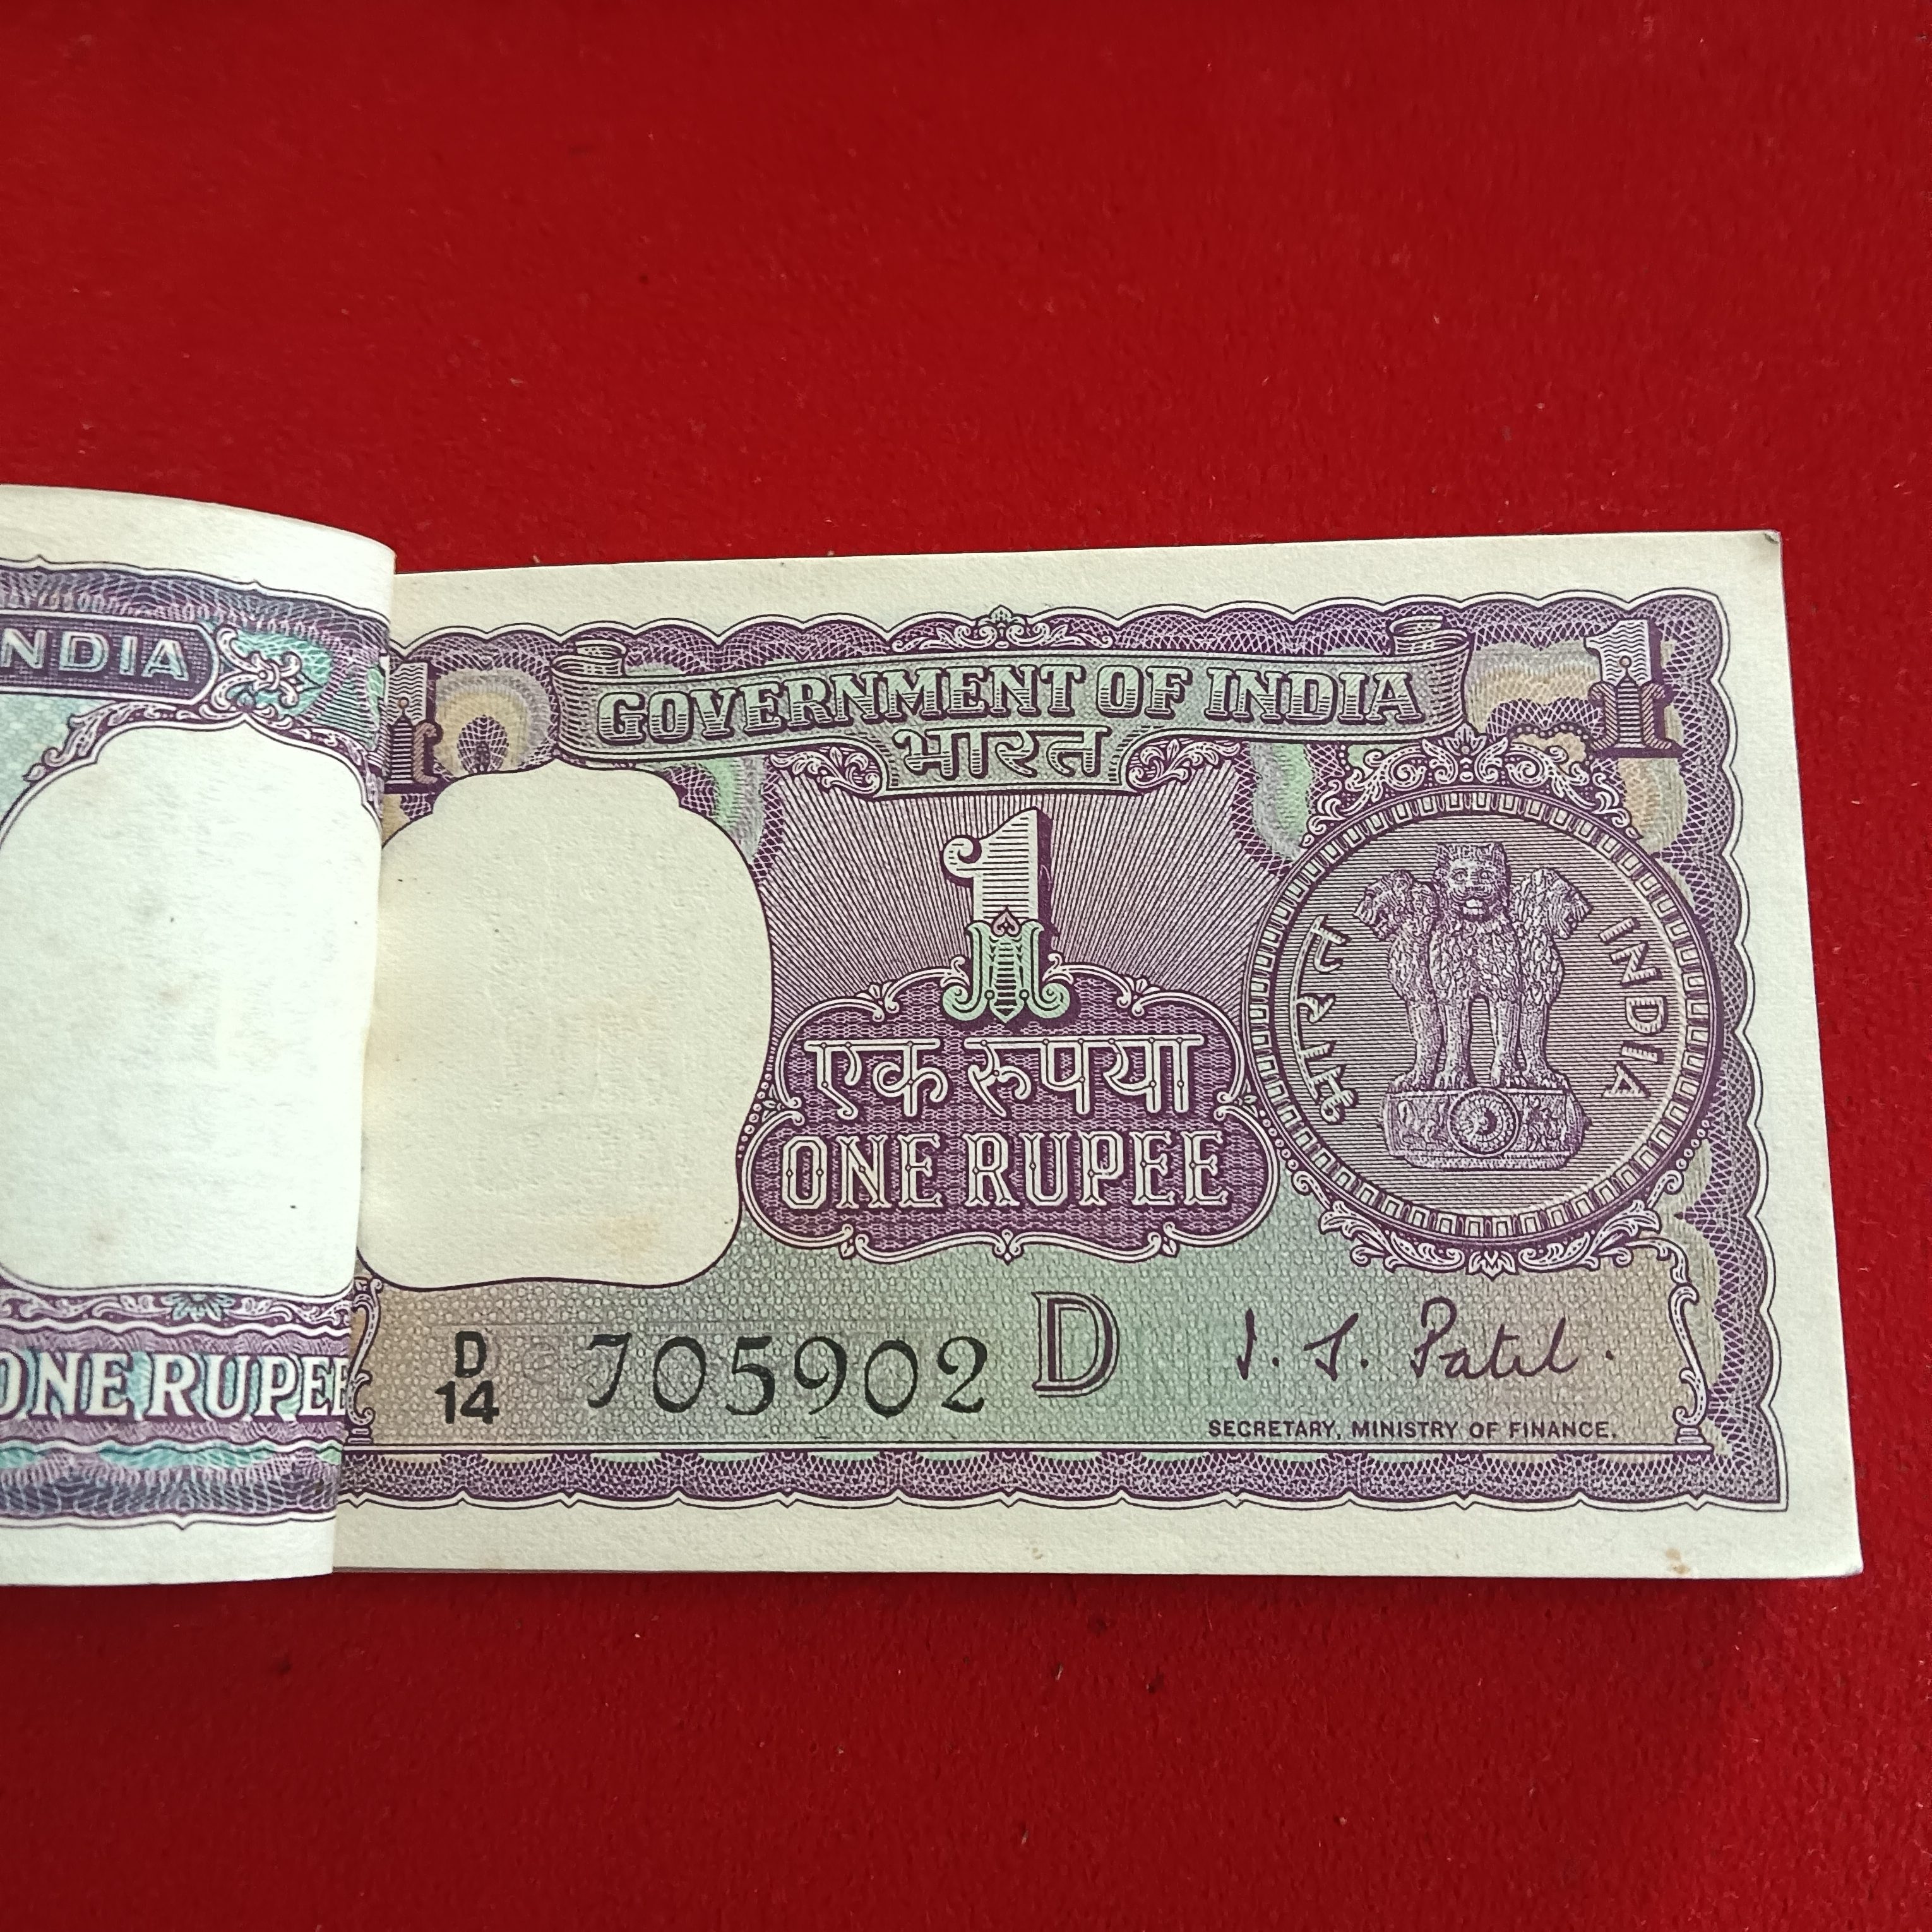 NDIA
ONE RUPEE
1
GOVERNMENT OF INDIA
1
भारत
1
एक रूपया
ONE RUPEE
भारत
INDIA
D
14
705902
D
I. J. Patel.
SECRETARY, MINISTRY OF FINANCE.